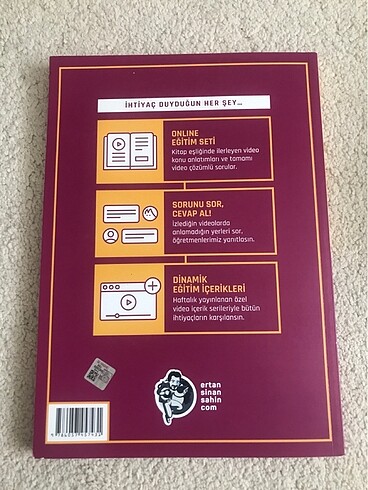 İHTİYAÇ DUYDUĞUN HER ŞEY...
ONLINE
EĞİTİM SETİ
Kitap eşliğinde ilerleyen video
konu anlatımları ve tamamı
video çözümlü sorular.
SORUNU SOR,
CEVAP AL!
İzlediğin videolarda
anlamadığın yerleri sor,
öğretmenlerimiz yanıtlasın.
DİNAMİK
EĞİTİM İÇERİKLERİ
Haftalık yayınlanan özel
video içerik serileriyle bütün
ihtiyaçların karşılansın.
ertan
sinan
sahin
com